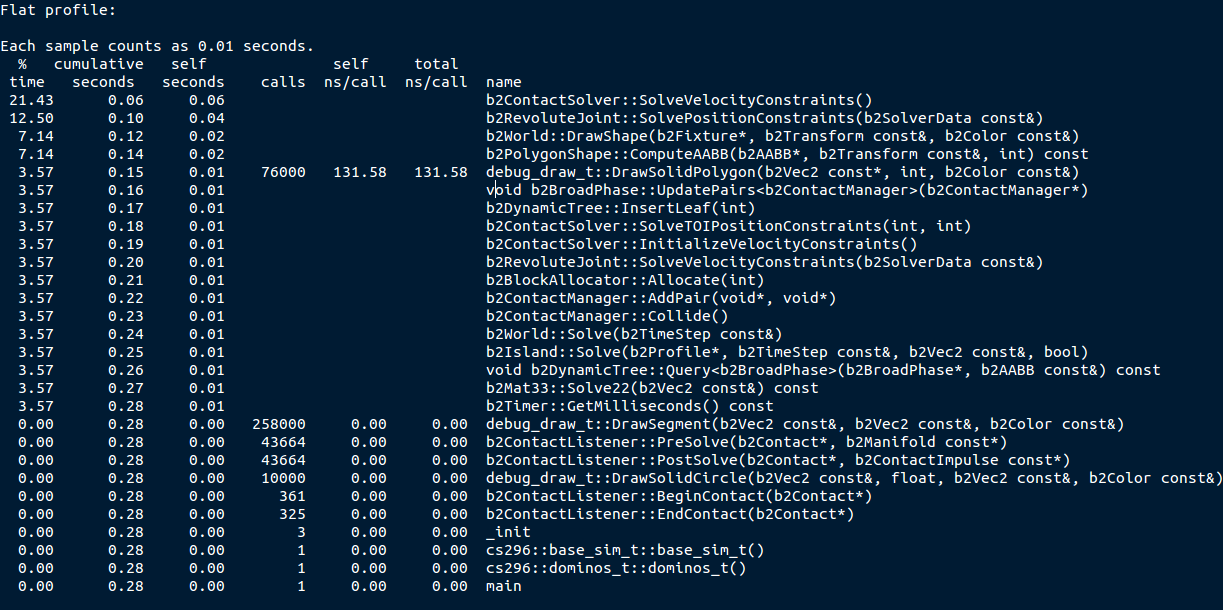 Flat profile:
Each sample counts as 0.01 seconds.
  %   cumulative   self              self     total
 time   seconds   seconds    calls  ns/call  ns/call  name
 21.43      0.06     0.06                             b2ContactSolver::SolveVelocityConstraints()
 12.50      0.10     0.04                             b2RevoluteJoint::SolvePositionConstraints(b2SolverData const&)
  7.14      0.12     0.02                             b2World::DrawShape(b2Fixture*, b2Transform const&, b2Color const&)
  7.14      0.14     0.02                             b2PolygonShape::ComputeAABB(b2AABB*, b2Transform const&, int) const
  3.57      0.15     0.01    76000   131.58   131.58  debug_draw_t::DrawSolidPolygon(b2Vec2 const*, int, b2Color const&)
  3.57      0.16     0.01                             void b2BroadPhase::UpdatePairs<b2ContactManager>(b2ContactManager*)
  3.57      0.17     0.01                             b2DynamicTree::InsertLeaf(int)
  3.57      0.18     0.01                             b2ContactSolver::SolveTOIPositionConstraints(int, int)
  3.57      0.19     0.01                             b2ContactSolver::InitializeVelocityConstraints()
  3.57      0.20     0.01                             b2RevoluteJoint::SolveVelocityConstraints(b2SolverData const&)
  3.57      0.21     0.01                             b2BlockAllocator::Allocate(int)
  3.57      0.22     0.01                             b2ContactManager::AddPair(void*, void*)
  3.57      0.23     0.01                             b2ContactManager::Collide()
  3.57      0.24     0.01                             b2World::Solve(b2TimeStep const&)
  3.57      0.25     0.01                             b2Island::Solve(b2Profile*, b2TimeStep const&, b2Vec2 const&, bool)
  3.57      0.26     0.01                             void b2DynamicTree::Query<b2BroadPhase>(b2BroadPhase*, b2AABB const&) const
  3.57      0.27     0.01                             b2Mat33::Solve22(b2Vec2 const&) const
  3.57      0.28     0.01                             b2Timer::GetMilliseconds() const
  0.00      0.28     0.00   258000     0.00     0.00  debug_draw_t::DrawSegment(b2Vec2 const&, b2Vec2 const&, b2Color const&)
  0.00      0.28     0.00    43664     0.00     0.00  b2ContactListener::PreSolve(b2Contact*, b2Manifold const*)
  0.00      0.28     0.00    43664     0.00     0.00  b2ContactListener::PostSolve(b2Contact*, b2ContactImpulse const*)
  0.00      0.28     0.00    10000     0.00     0.00  debug_draw_t::DrawSolidCircle(b2Vec2 const&, float, b2Vec2 const&, b2Color const&)
  0.00      0.28     0.00      361     0.00     0.00  b2ContactListener::BeginContact(b2Contact*)
  0.00      0.28     0.00      325     0.00     0.00  b2ContactListener::EndContact(b2Contact*)
  0.00      0.28     0.00        3     0.00     0.00  _init
  0.00      0.28     0.00        1     0.00     0.00  cs296::base_sim_t::base_sim_t()
  0.00      0.28     0.00        1     0.00     0.00  cs296::dominos_t::dominos_t()
  0.00      0.28     0.00        1     0.00     0.00  main